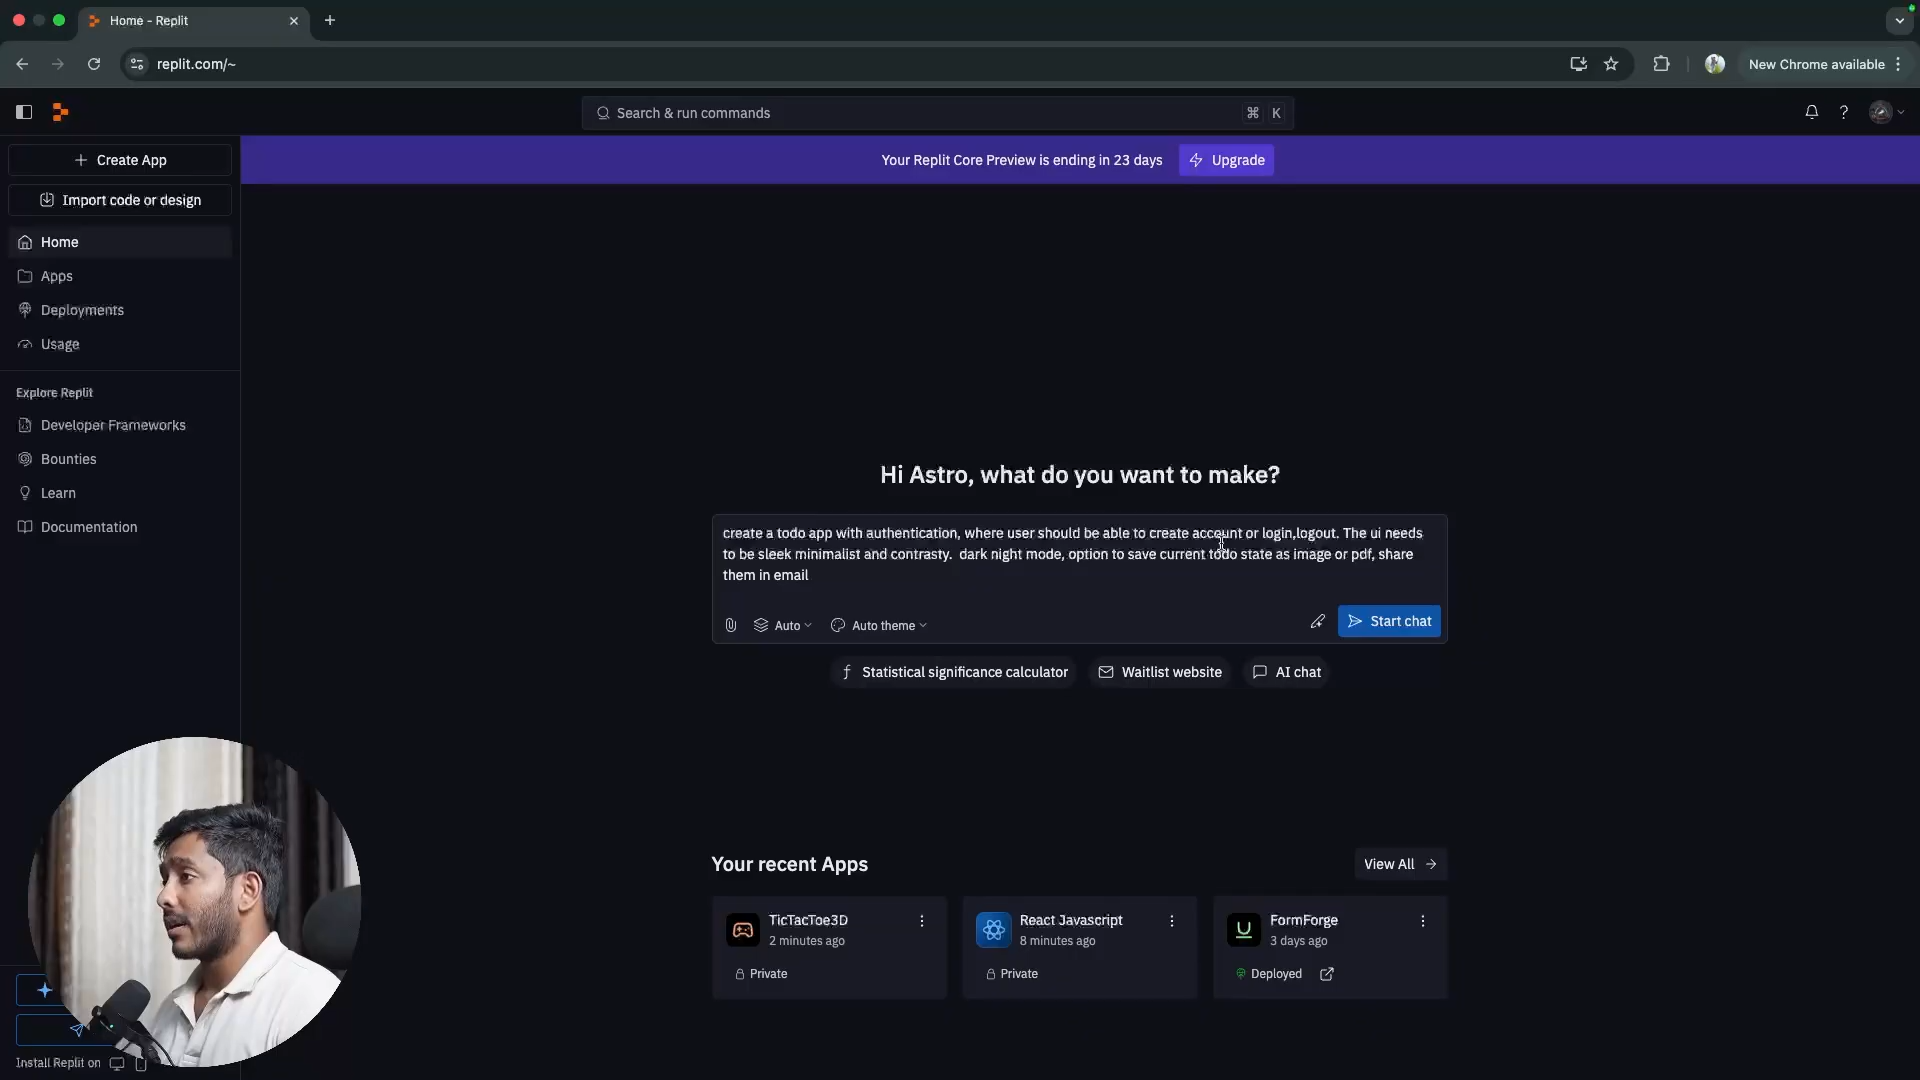 Home - Replit
replit.com/~
New Chrome available
Search & run commands
⌘ K
Create App
Import code or design
Home
Apps
Deployments
Usage
Explore Replit
Developer Frameworks
Bounties
Learn
Documentation
Install Replit on
Your Replit Core Preview is ending in 23 days
Upgrade
Hi Astro, what do you want to make?
create a todo app with authentication, where user should be able to create account or login,logout. The ui needs
to be sleek minimalist and contrasty.  dark night mode, option to save current todo state as image or pdf, share
them in email
Auto
Auto theme
Start chat
Statistical significance calculator
Waitlist website
AI chat
Your recent Apps
View All
TicTacToe3D
2 minutes ago
Private
React Javascript
8 minutes ago
Private
FormForge
3 days ago
Deployed